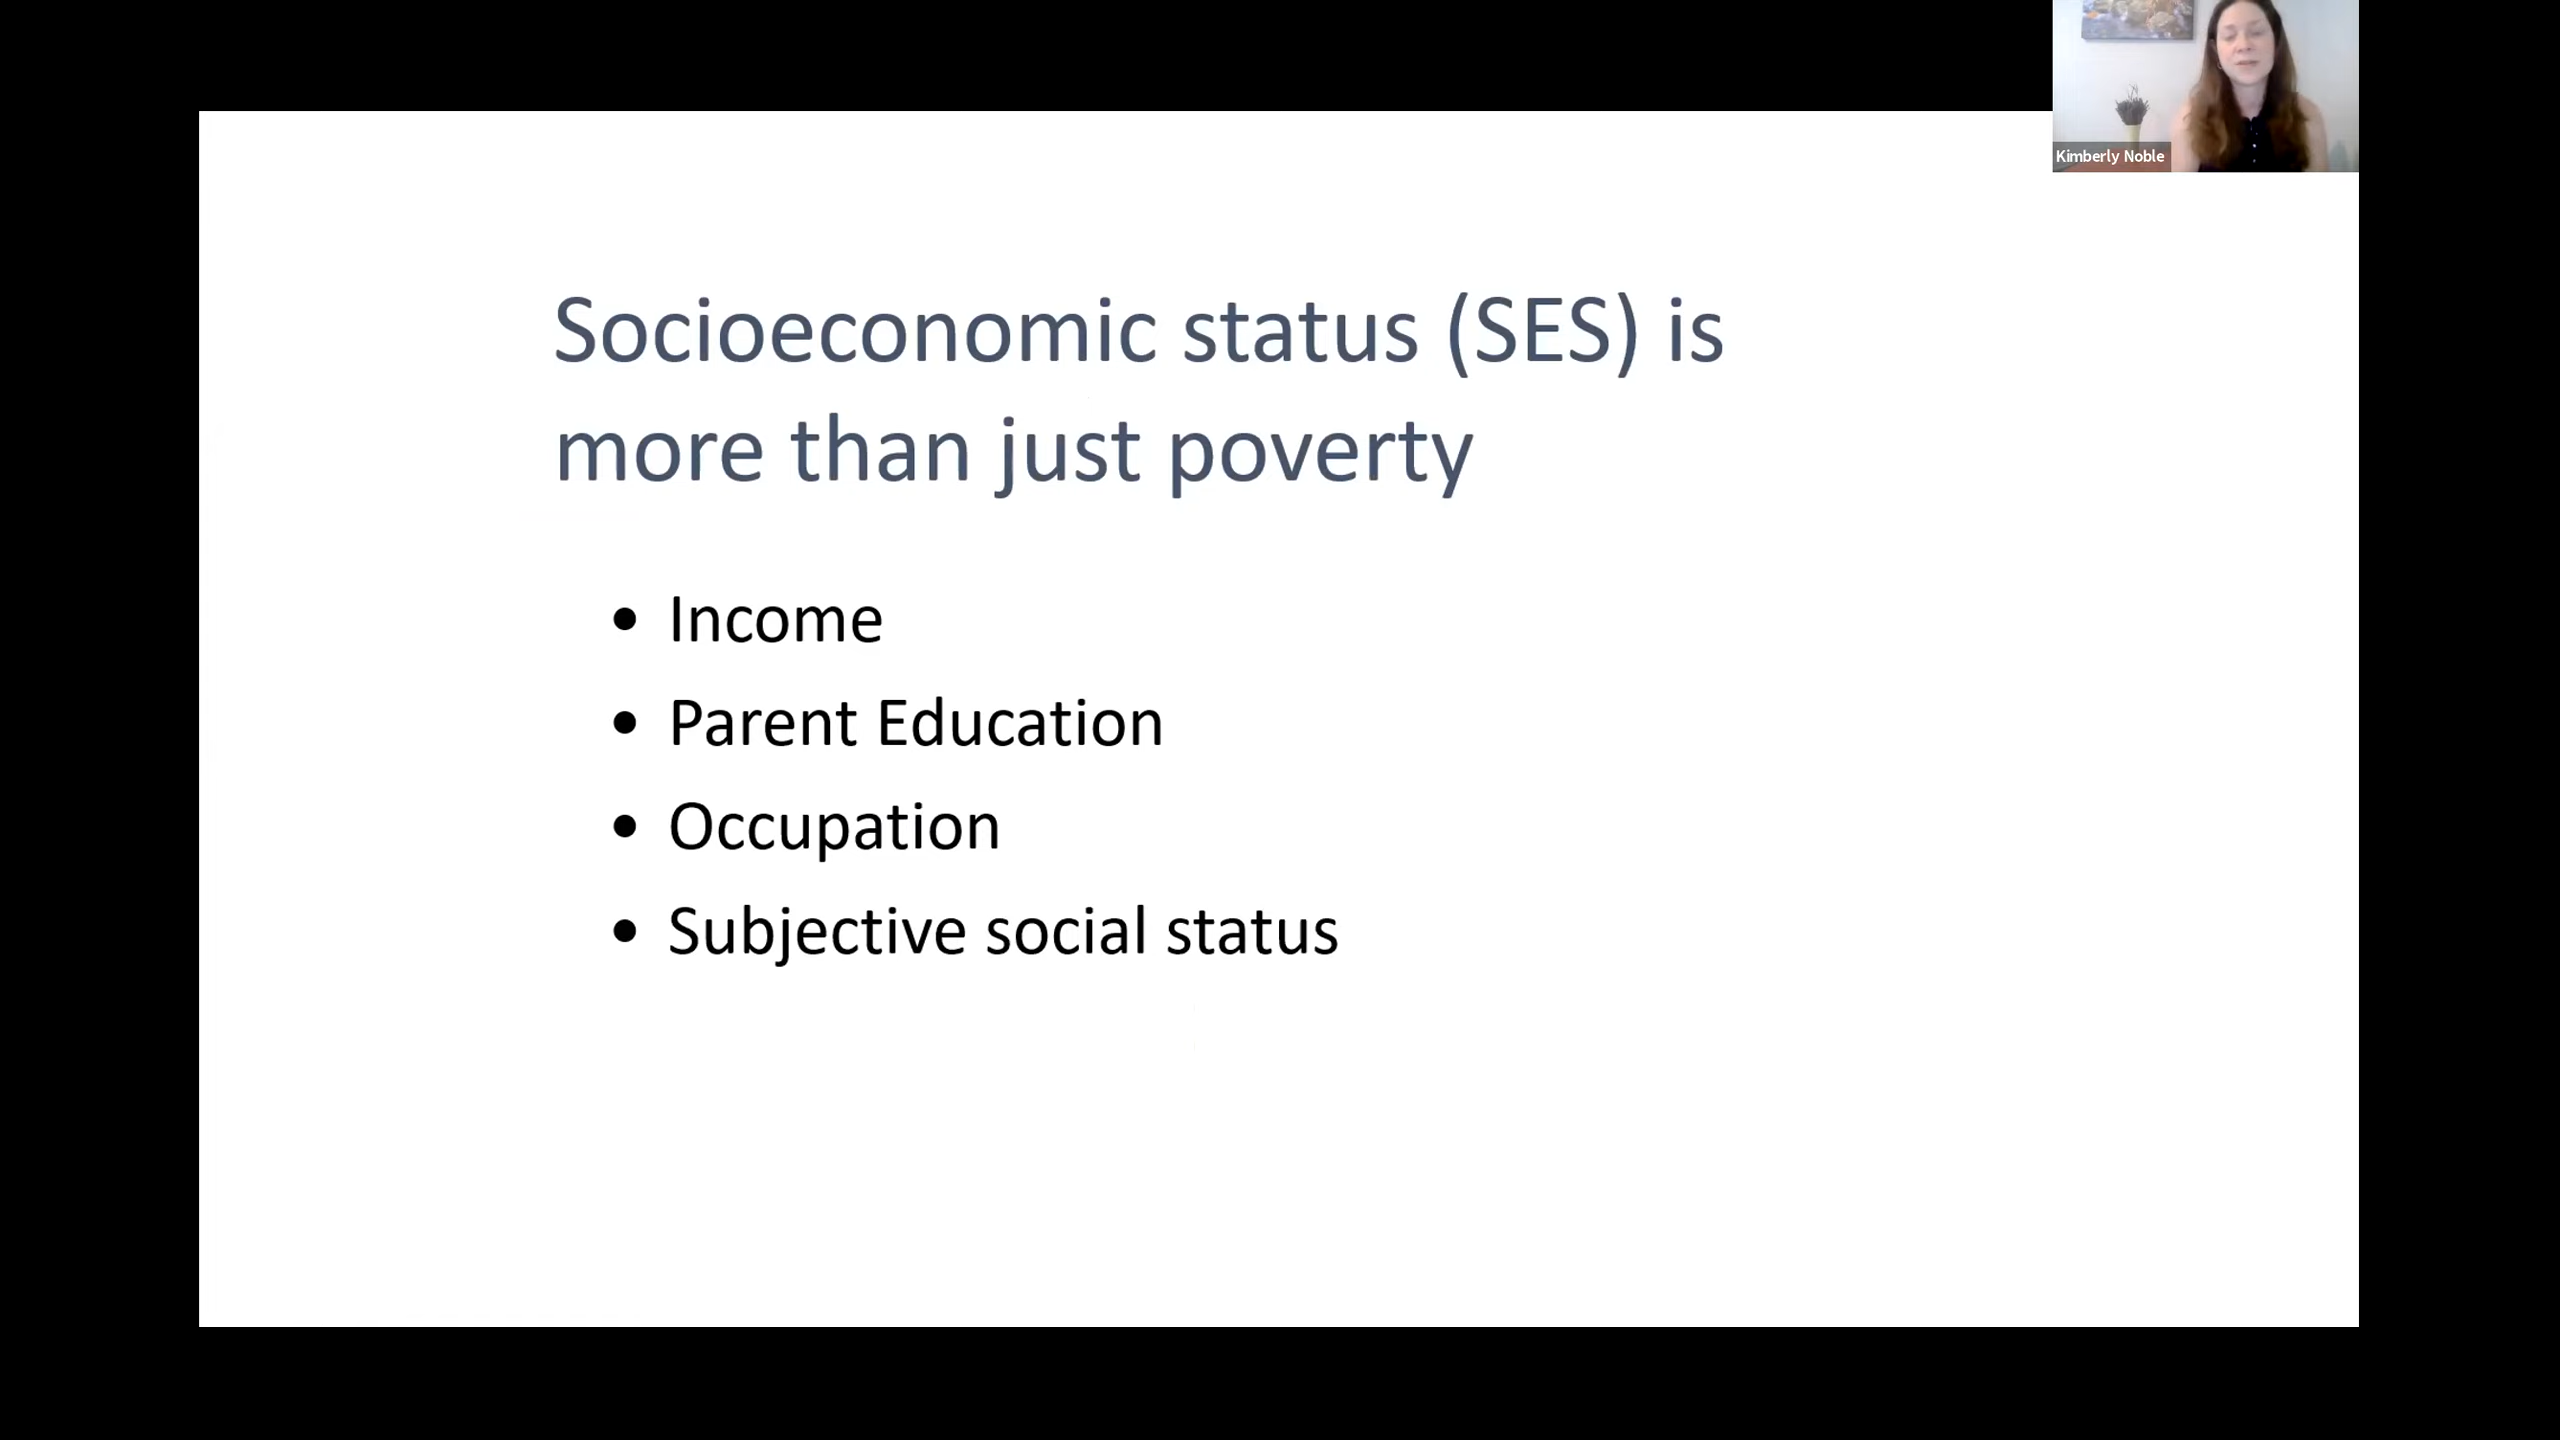 Kimberly Noble
Socioeconomic status (SES) is
more than just poverty
• Income
• Parent Education
• Occupation
• Subjective social status